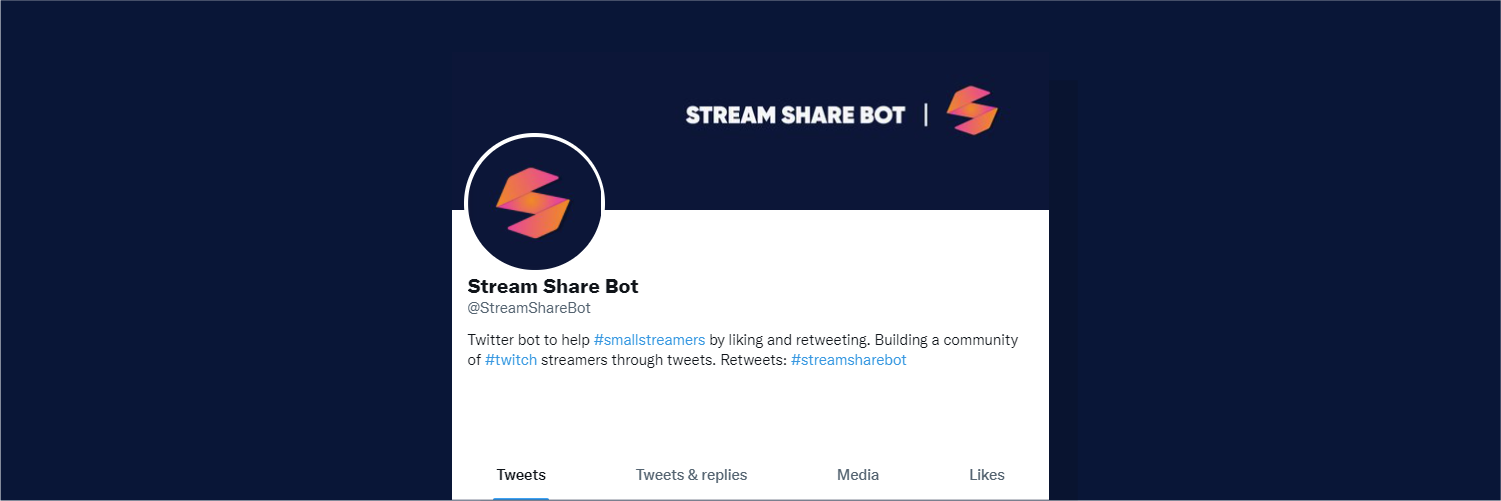 STREAM SHARE BOT |
Stream Share Bot
@StreamShareBot
Twitter bot to help #smallstreamers by liking and retweeting. Building a community
of #twitch streamers through tweets. Retweets: #streamsharebot
Tweets Tweets & replies Media Likes